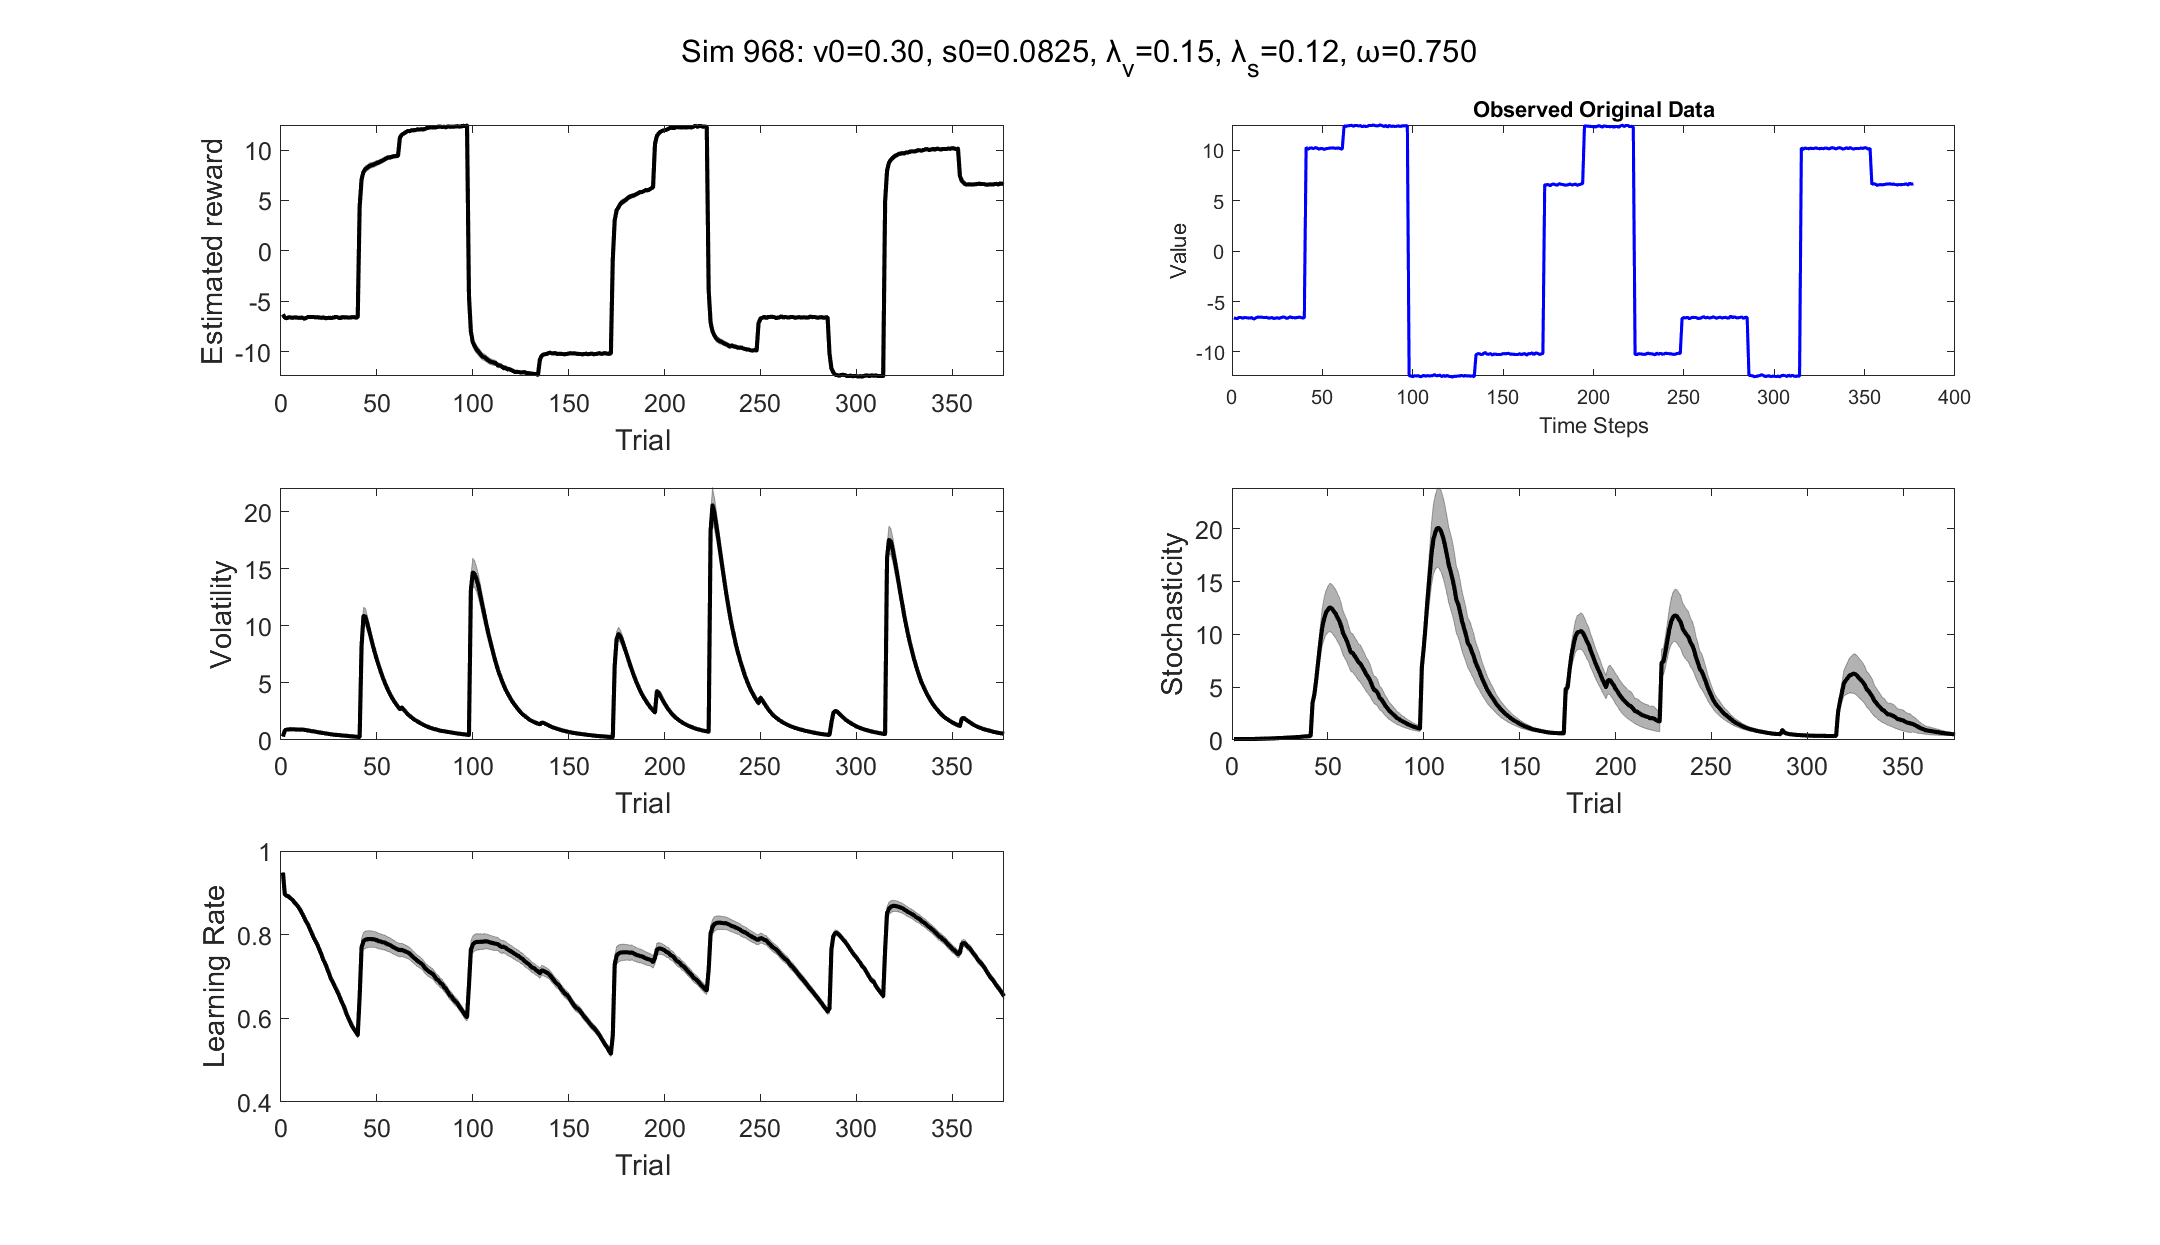 Sim 968: v0=0.30, s0=0.0825, λv=0.15, λs=0.12, ω=0.750
Estimated reward
10
5
0
-5
-10
0 50 100 150 200 250 300 350
Trial
Observed Original Data
Value
10
5
0
-5
-10
0 50 100 150 200 250 300 350 400
Time Steps
Volatility
20
15
10
5
0
0 50 100 150 200 250 300 350
Trial
Stochasticity
20
15
10
5
0
0 50 100 150 200 250 300 350
Trial
Learning Rate
1
0.8
0.6
0.4
0 50 100 150 200 250 300 350
Trial